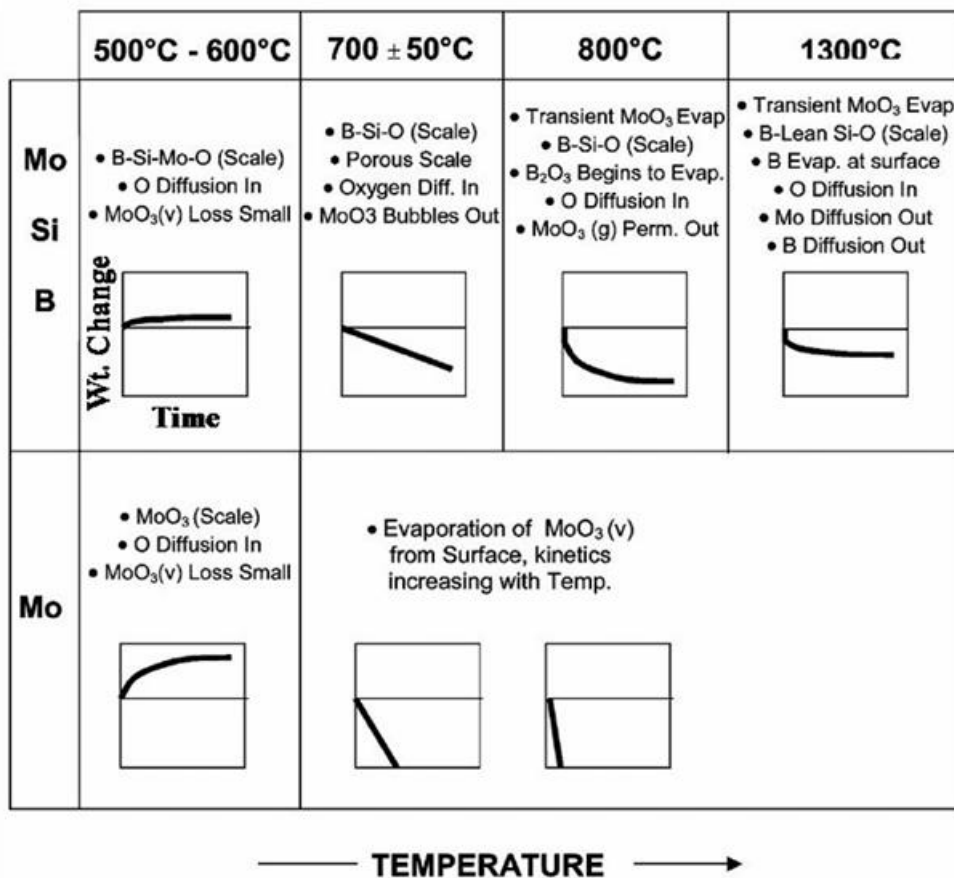 500°C - 600°C
700 ± 50°C
800°C
1300°C
Mo
Si
B
• B-Si-Mo-O (Scale)
• O Diffusion In
• MoO₃(v) Loss Small
Wt. Change
Time
• B-Si-O (Scale)
• Porous Scale
• Oxygen Diff. In
• MoO3 Bubbles Out
• Transient MoO₃ Evap
• B-Si-O (Scale)
• B₂O₃ Begins to Evap.
• O Diffusion In
• MoO₃ (g) Perm. Out
• Transient MoO₃ Evap
• B-Lean Si-O (Scale)
• B Evap. at surface
• O Diffusion In
• Mo Diffusion Out
• B Diffusion Out
Mo
• MoO₃ (Scale)
• O Diffusion In
• MoO₃(v) Loss Small
• Evaporation of MoO₃ (v)
from Surface, kinetics
increasing with Temp.
TEMPERATURE